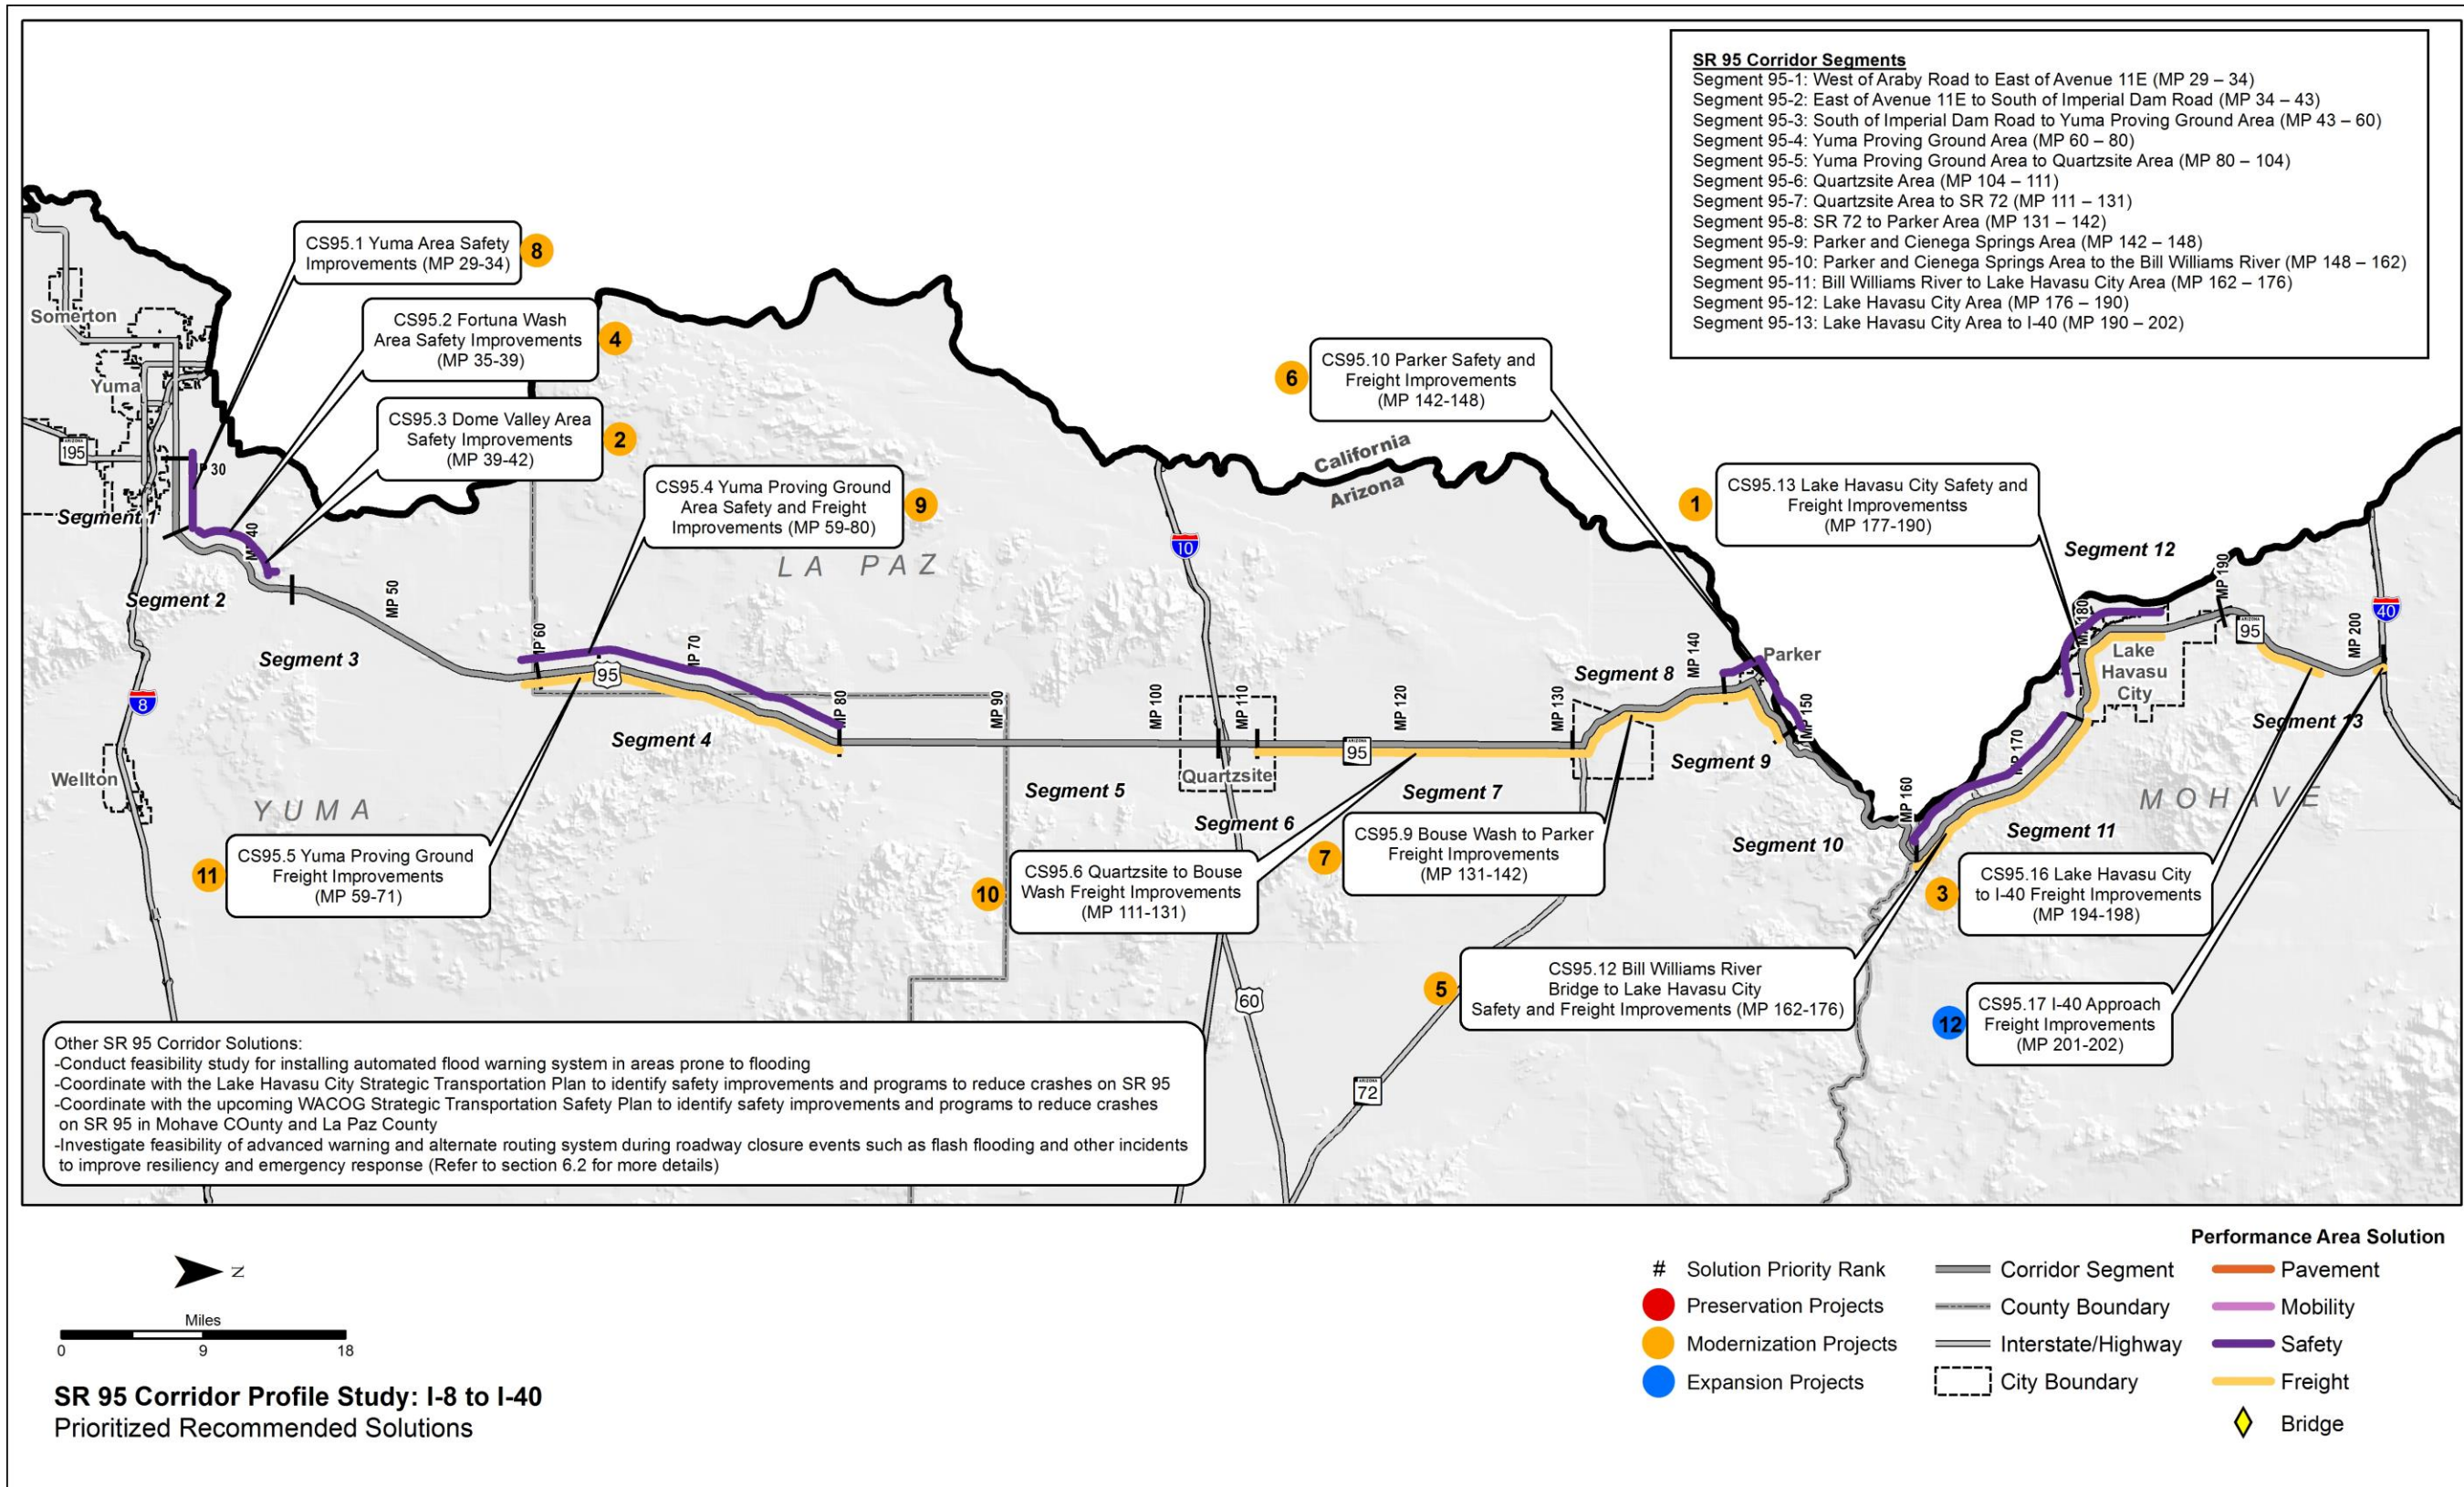 SR 95 Corridor Segments
Segment 95-1: West of Araby Road to East of Avenue 11E (MP 29 – 34)
Segment 95-2: East of Avenue 11E to South of Imperial Dam Road (MP 34 – 43)
Segment 95-3: South of Imperial Dam Road to Yuma Proving Ground Area (MP 43 – 60)
Segment 95-4: Yuma Proving Ground Area (MP 60 – 80)
Segment 95-5: Yuma Proving Ground Area to Quartzsite Area (MP 80 – 104)
Segment 95-6: Quartzsite Area (MP 104 – 111)
Segment 95-7: Quartzsite Area to SR 72 (MP 111 – 131)
Segment 95-8: SR 72 to Parker Area (MP 131 – 142)
Segment 95-9: Parker and Cienega Springs Area (MP 142 – 148)
Segment 95-10: Parker and Cienega Springs Area to the Bill Williams River (MP 148 – 162)
Segment 95-11: Bill Williams River to Lake Havasu City Area (MP 162 – 176)
Segment 95-12: Lake Havasu City Area (MP 176 – 190)
Segment 95-13: Lake Havasu City Area to I-40 (MP 190 – 202)
CS95.1 Yuma Area Safety
Improvements (MP 29-34)
8
CS95.2 Fortuna Wash
Area Safety Improvements
(MP 35-39)
4
CS95.3 Dome Valley Area
Safety Improvements
(MP 39-42)
2
CS95.4 Yuma Proving Ground
Area Safety and Freight
Improvements (MP 59-80)
9
6
CS95.10 Parker Safety and
Freight Improvements
(MP 142-148)
1
CS95.13 Lake Havasu City Safety and
Freight Improvementss
(MP 177-190)
California
Arizona
Somerton
Yuma
ARIZONA
195
P 30
Segment 1
MP 40
Segment 2
MP 50
Segment 3
8
Wellton
YUMA
LA PAZ
MP 60
95
MP 70
MP 80
Segment 4
MP 90
MP 100
10
MP 110
Quartzsite
Segment 5
Segment 6
MP 120
ARIZONA
95
Segment 7
MP 130
Segment 8
MP 140
Parker
MP 150
Segment 9
Segment 10
MP 160
MP 170
Segment 11
Segment 12
MP 180
MP 190
Lake
Havasu
City
ARIZONA
95
MP 200
40
Segment 13
MOHAVE
11
CS95.5 Yuma Proving Ground
Freight Improvements
(MP 59-71)
10
CS95.6 Quartzsite to Bouse
Wash Freight Improvements
(MP 111-131)
7
CS95.9 Bouse Wash to Parker
Freight Improvements
(MP 131-142)
5
CS95.12 Bill Williams River
Bridge to Lake Havasu City
Safety and Freight Improvements (MP 162-176)
3
CS95.16 Lake Havasu City
to I-40 Freight Improvements
(MP 194-198)
12
CS95.17 I-40 Approach
Freight Improvements
(MP 201-202)
60
ARIZONA
72
Other SR 95 Corridor Solutions:
-Conduct feasibility study for installing automated flood warning system in areas prone to flooding
-Coordinate with the Lake Havasu City Strategic Transportation Plan to identify safety improvements and programs to reduce crashes on SR 95
-Coordinate with the upcoming WACOG Strategic Transportation Safety Plan to identify safety improvements and programs to reduce crashes
on SR 95 in Mohave COunty and La Paz County
-Investigate feasibility of advanced warning and alternate routing system during roadway closure events such as flash flooding and other incidents
to improve resiliency and emergency response (Refer to section 6.2 for more details)
N
Miles
0 9 18
SR 95 Corridor Profile Study: I-8 to I-40
Prioritized Recommended Solutions
# Solution Priority Rank
Preservation Projects
Modernization Projects
Expansion Projects
Corridor Segment
County Boundary
Interstate/Highway
City Boundary
Performance Area Solution
Pavement
Mobility
Safety
Freight
Bridge